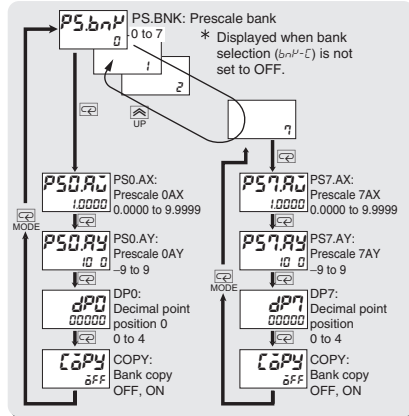 PS.bnK PS.BNK: Prescale bank
0
0 to 7
* Displayed when bank
selection (bnK-C) is not
set to OFF.
1
2
UP
7
PS0.AX PS0.AX:
Prescale 0AX
1.0000 0.0000 to 9.9999
MODE
PS0.AY PS0.AY:
Prescale 0AY
10 0 –9 to 9
dP0 DP0:
Decimal point
00000 position 0
0 to 4
CoPY COPY:
Bank copy
oFF OFF, ON
PS7.AX PS7.AX:
Prescale 7AX
1.0000 0.0000 to 9.9999
MODE
PS7.AY PS7.AY:
Prescale 7AY
10 0 –9 to 9
dP7 DP7:
Decimal point
00000 position
0 to 4
CoPY COPY:
Bank copy
oFF OFF, ON